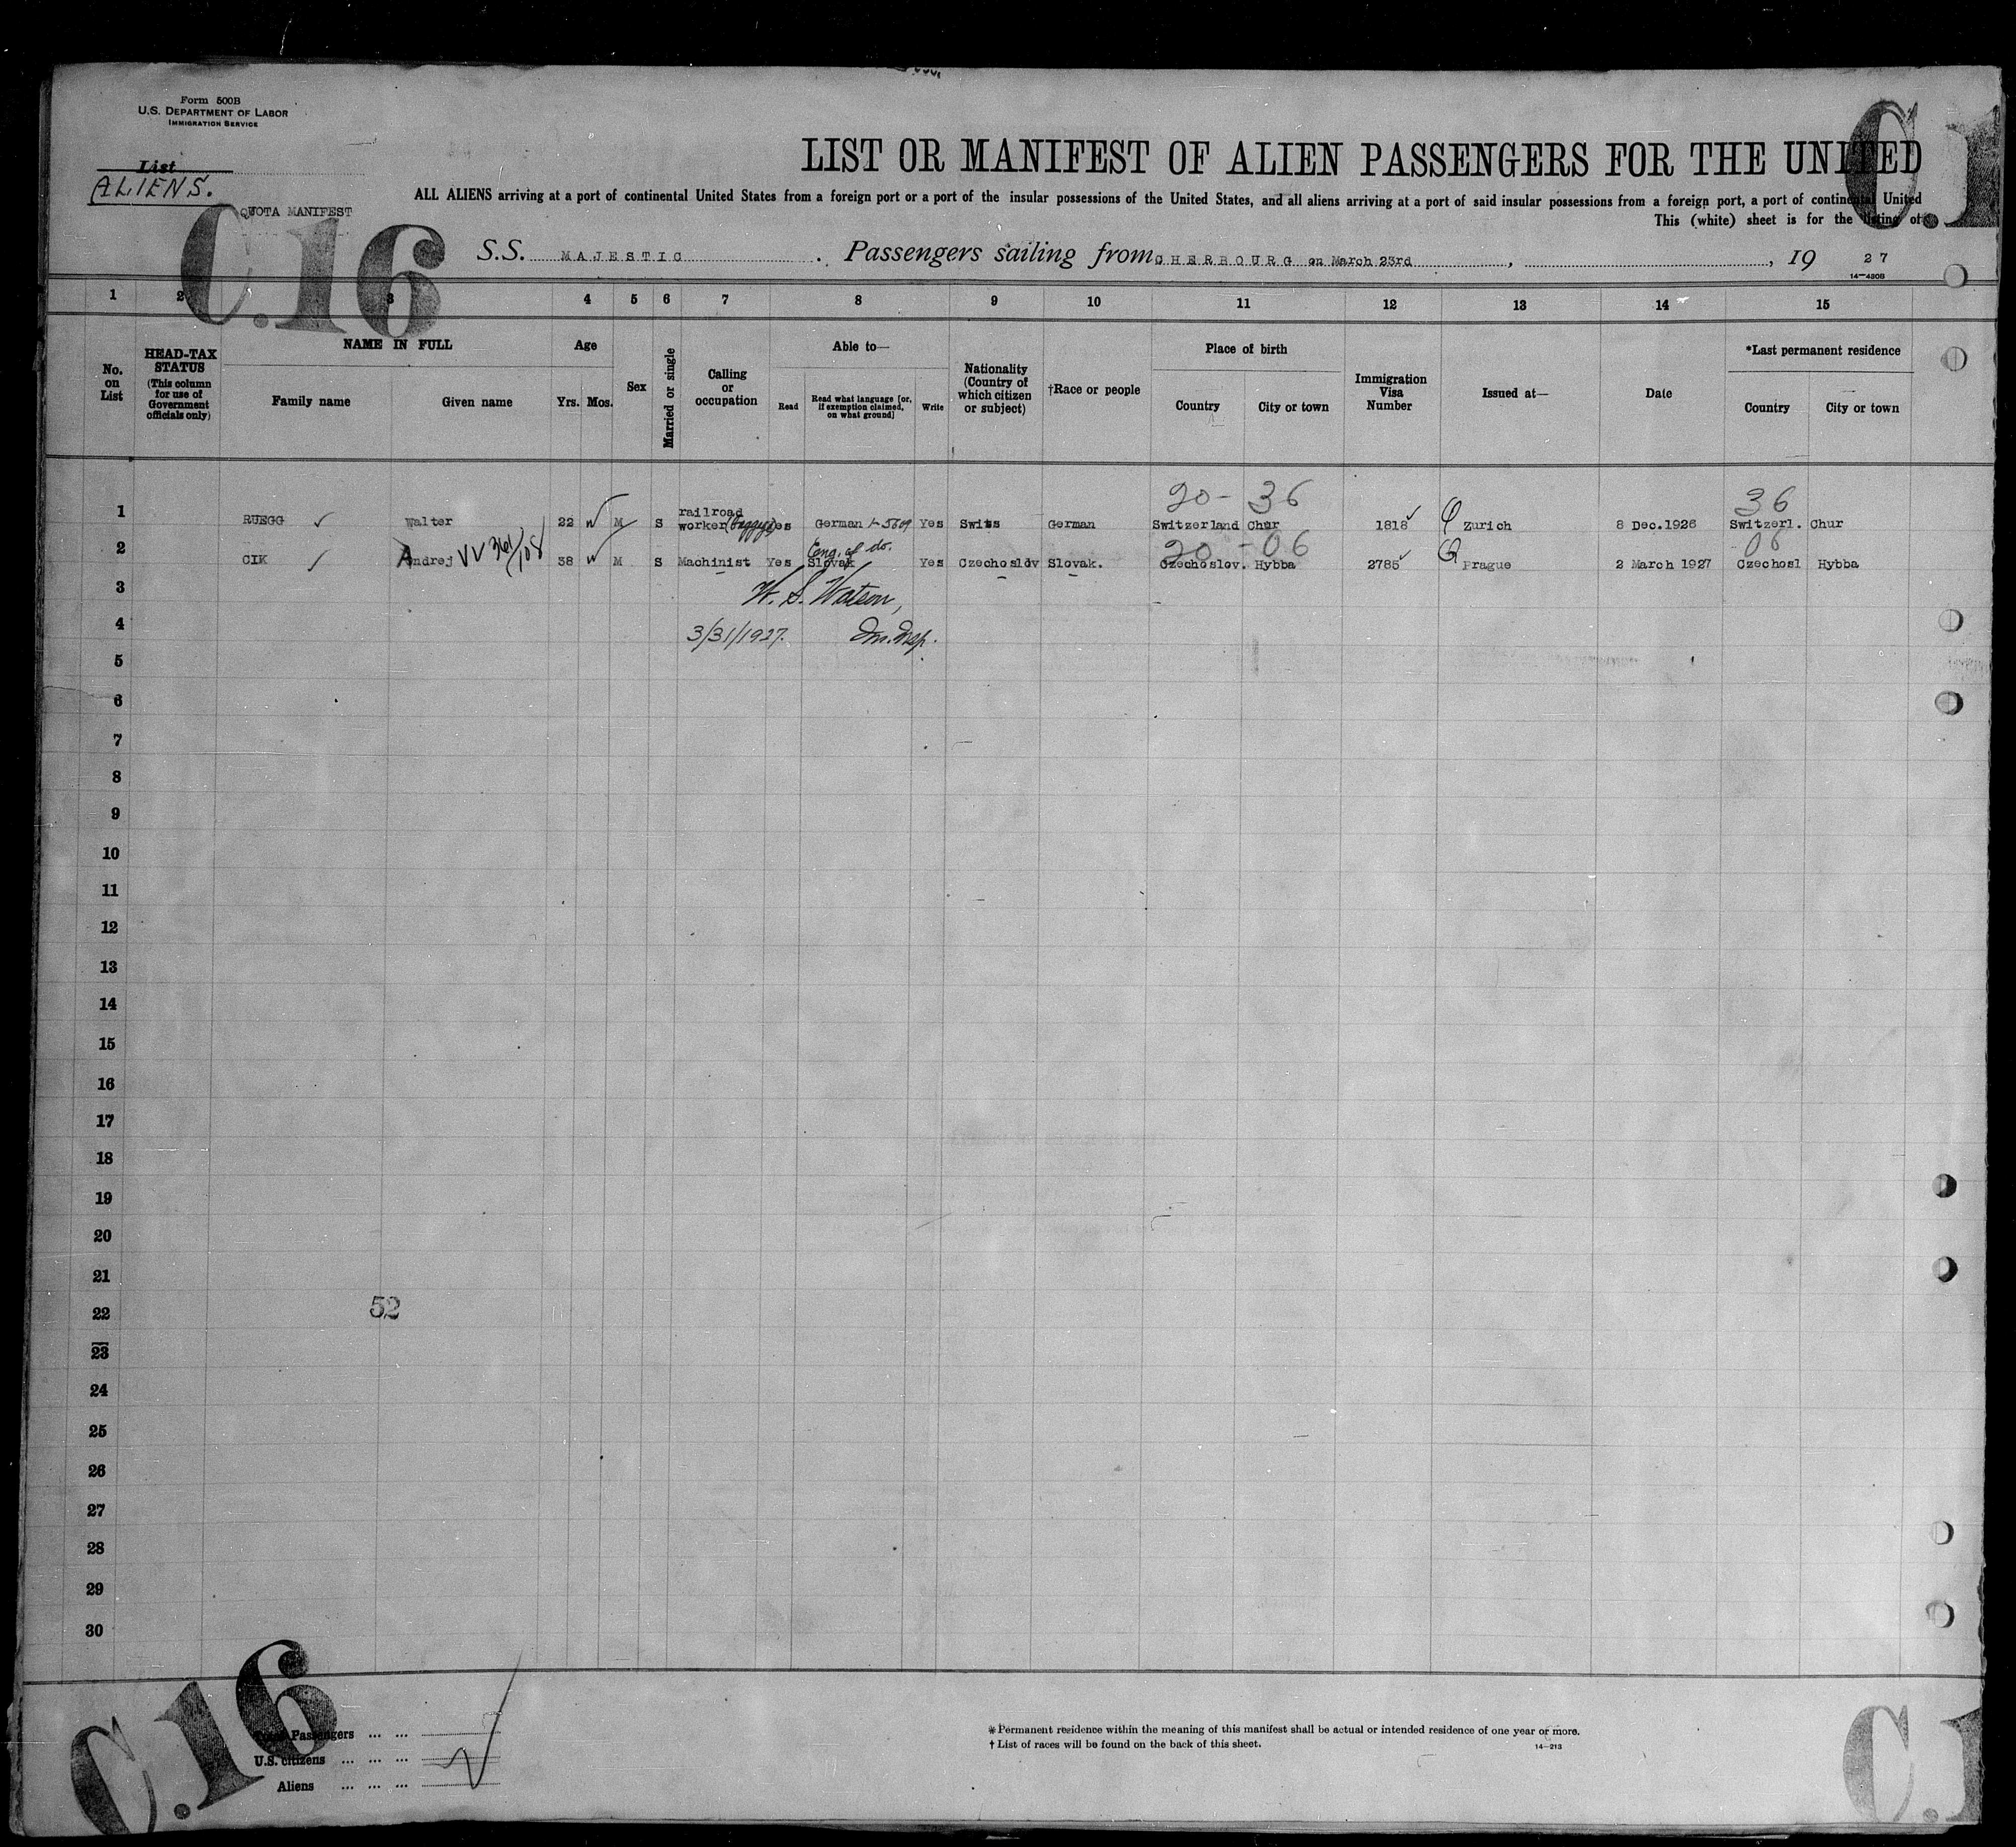 Form 500B
U.S. DEPARTMENT OF LABOR
IMMIGRATION SERVICE
List
ALIENS.
QUOTA MANIFEST
C.16
C.1
LIST OR MANIFEST OF ALIEN PASSENGERS FOR THE UNITED
ALL ALIENS arriving at a port of continental United States from a foreign port or a port of the insular possessions of the United States, and all aliens arriving at a port of said insular possessions from a foreign port, a port of continental United
This (white) sheet is for the listing of
S.S. MAJESTIC. Passengers sailing from CHERBOURG on March 23rd, , 19 27
14-430B
1 2 3 4 5 6 7 8 9 10 11 12 13 14 15
No. on List
HEAD-TAX STATUS (This column for use of Government officials only)
NAME IN FULL
Family name
Given name
Age
Yrs. Mos.
Sex
Married or single
Calling or occupation
Able to—
Read
Read what language [or, if exemption claimed, on what ground]
Write
Nationality (Country of which citizen or subject)
†Race or people
Place of birth
Country
City or town
Immigration Visa Number
Issued at—
Date
*Last permanent residence
Country
City or town
20- 36 36
1 RUEGG Walter 22 M S railroad worker Yes German 1-5609 Yes Swiss German Switzerland Chur 1818 Zurich 8 Dec.1926 Switzerl. Chur
20-06 06
2 CIK Andrej VV 361/108 38 M S Machinist Yes Slovak Yes Czechoslov Slovak. Czechoslov. Hybba 2785 Prague 2 March 1927 Czechosl Hybba
3 W. S. Watson,
4 3/31/1927. Im. Insp.
5
6
7
8
9
10
11
12
13
14
15
16
17
18
19
20
21
22 52
23
24
25
26
27
28
29
30
C.16
Passengers ... ...
U.S. citizens ... ... ...
Aliens ... ... ...
* Permanent residence within the meaning of this manifest shall be actual or intended residence of one year or more.
† List of races will be found on the back of this sheet.
14-213
C.1